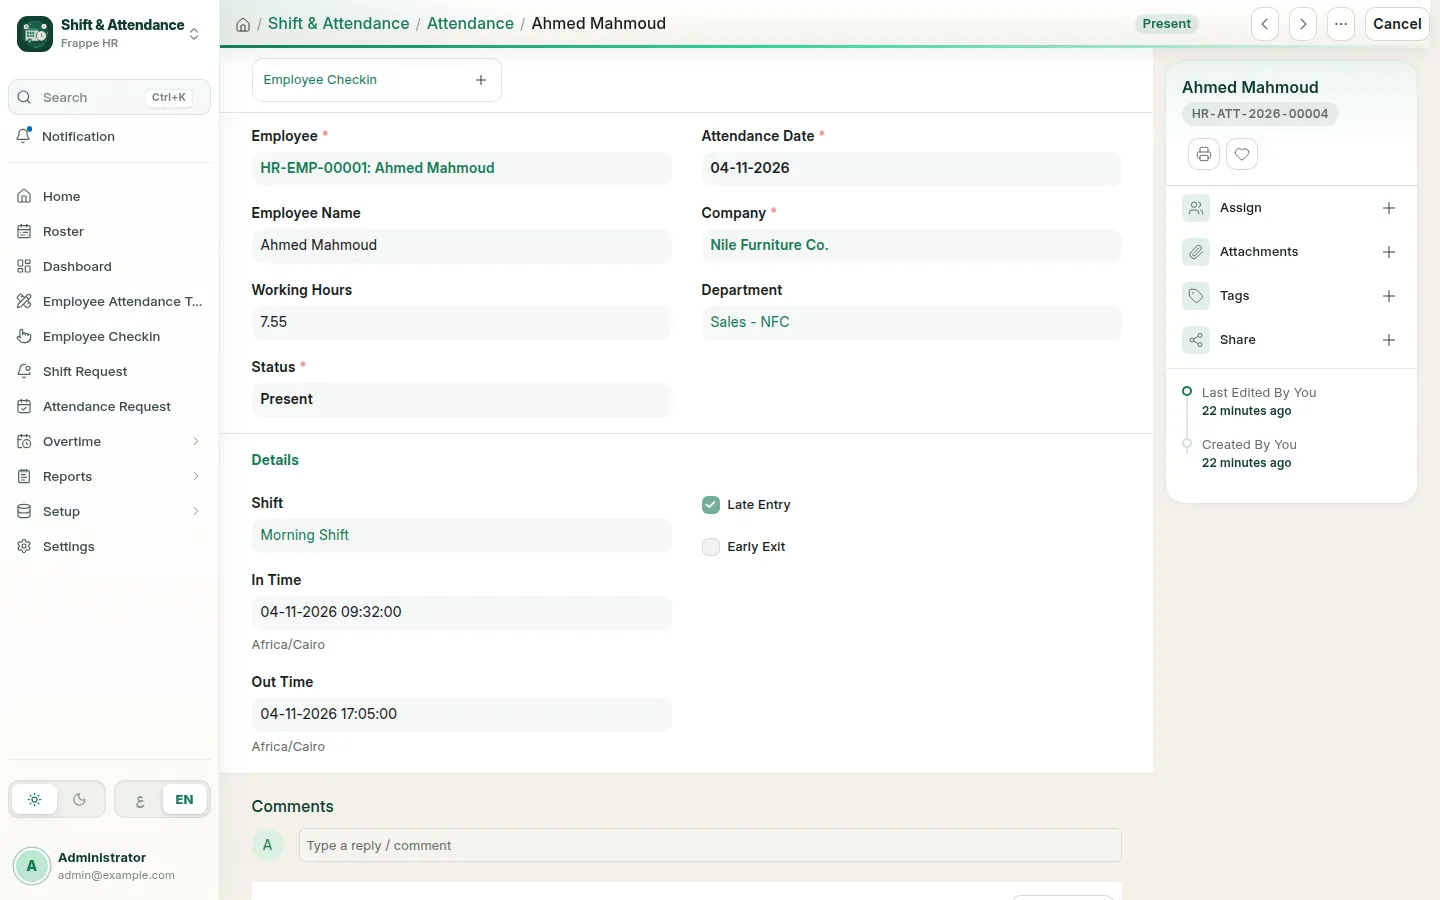 Shift & Attendance
Frappe HR
Search
Ctrl+K
Notification
Home
Roster
Dashboard
Employee Attendance T...
Employee Checkin
Shift Request
Attendance Request
Overtime
Reports
Setup
Settings
ع
EN
A
Administrator
admin@example.com
/ Shift & Attendance / Attendance / Ahmed Mahmoud
Present
Cancel
Employee Checkin
Employee *
HR-EMP-00001: Ahmed Mahmoud
Attendance Date *
04-11-2026
Employee Name
Ahmed Mahmoud
Company *
Nile Furniture Co.
Working Hours
7.55
Department
Sales - NFC
Status *
Present
Details
Shift
Morning Shift
Late Entry
Early Exit
In Time
04-11-2026 09:32:00
Africa/Cairo
Out Time
04-11-2026 17:05:00
Africa/Cairo
Comments
A
Type a reply / comment
Ahmed Mahmoud
HR-ATT-2026-00004
Assign
Attachments
Tags
Share
Last Edited By You
22 minutes ago
Created By You
22 minutes ago